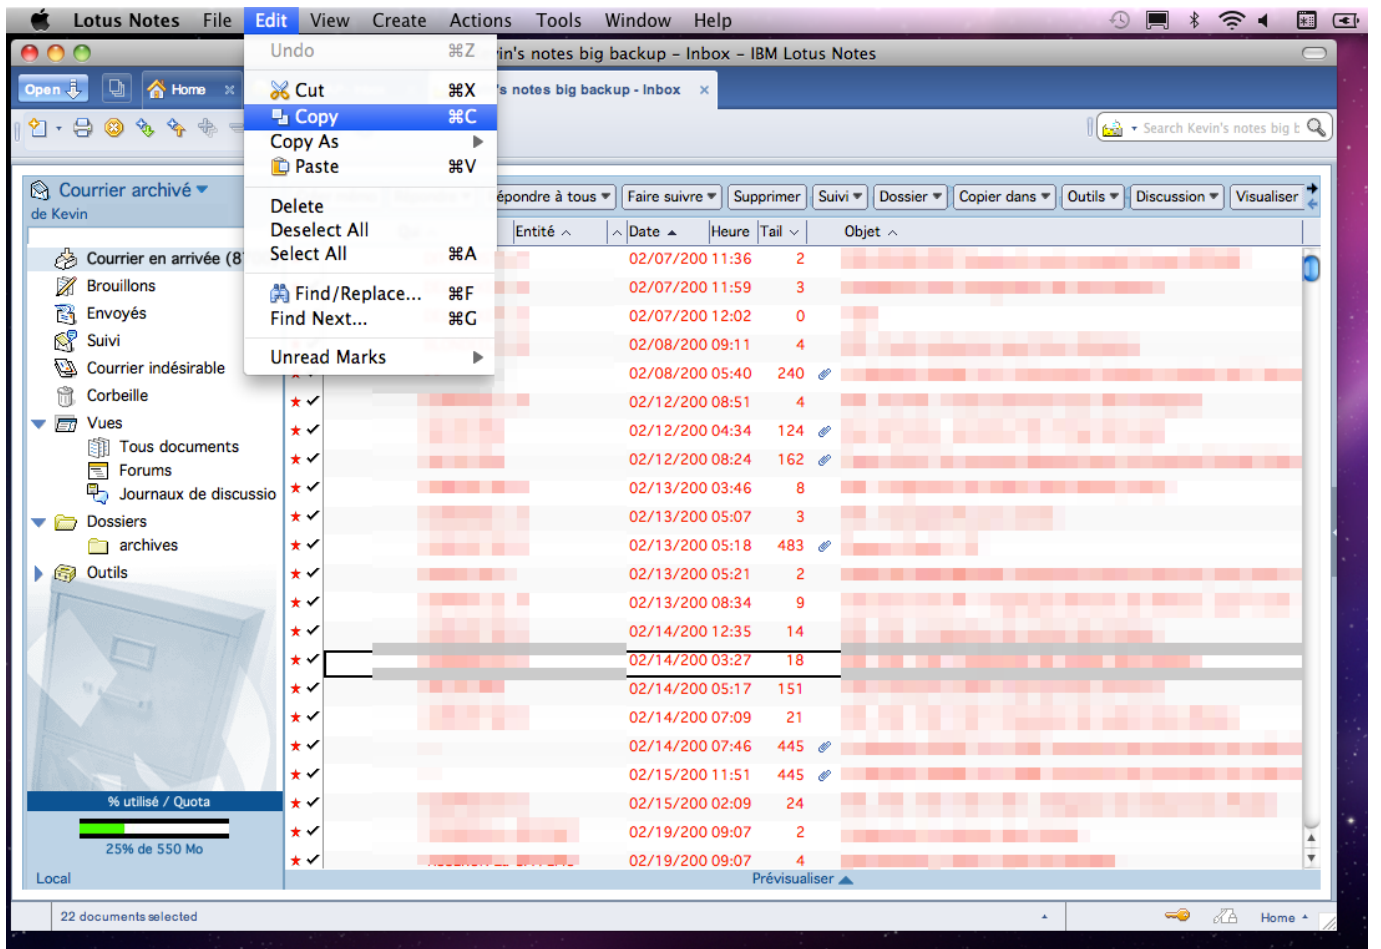 Lotus Notes File Edit View Create Actions Tools Window Help
in's notes big backup – Inbox – IBM Lotus Notes
Open Home s notes big backup - Inbox
Undo ⌘Z
Cut ⌘X
Copy ⌘C
Copy As
Paste ⌘V
Delete
Deselect All
Select All ⌘A
Find/Replace... ⌘F
Find Next... ⌘G
Unread Marks
Search Kevin's notes big
Courrier archivé
de Kevin
épondre à tous Faire suivre Supprimer Suivi Dossier Copier dans Outils Discussion Visualiser
Entité Date Heure Tail Objet
Courrier en arrivée (8
Brouillons
Envoyés
Suivi
Courrier indésirable
Corbeille
Vues
Tous documents
Forums
Journaux de discussio
Dossiers
archives
Outils
02/07/200 11:36 2
02/07/200 11:59 3
02/07/200 12:02 0
02/08/200 09:11 4
02/08/200 05:40 240
02/12/200 08:51 4
02/12/200 04:34 124
02/12/200 08:24 162
02/13/200 03:46 8
02/13/200 05:07 3
02/13/200 05:18 483
02/13/200 05:21 2
02/13/200 08:34 9
02/14/200 12:35 14
02/14/200 03:27 18
02/14/200 05:17 151
02/14/200 07:09 21
02/14/200 07:46 445
02/15/200 11:51 445
02/15/200 02:09 24
02/19/200 09:07 2
02/19/200 09:07 4
% utilisé / Quota
25% de 550 Mo
Local
Prévisualiser
22 documents selected
Home